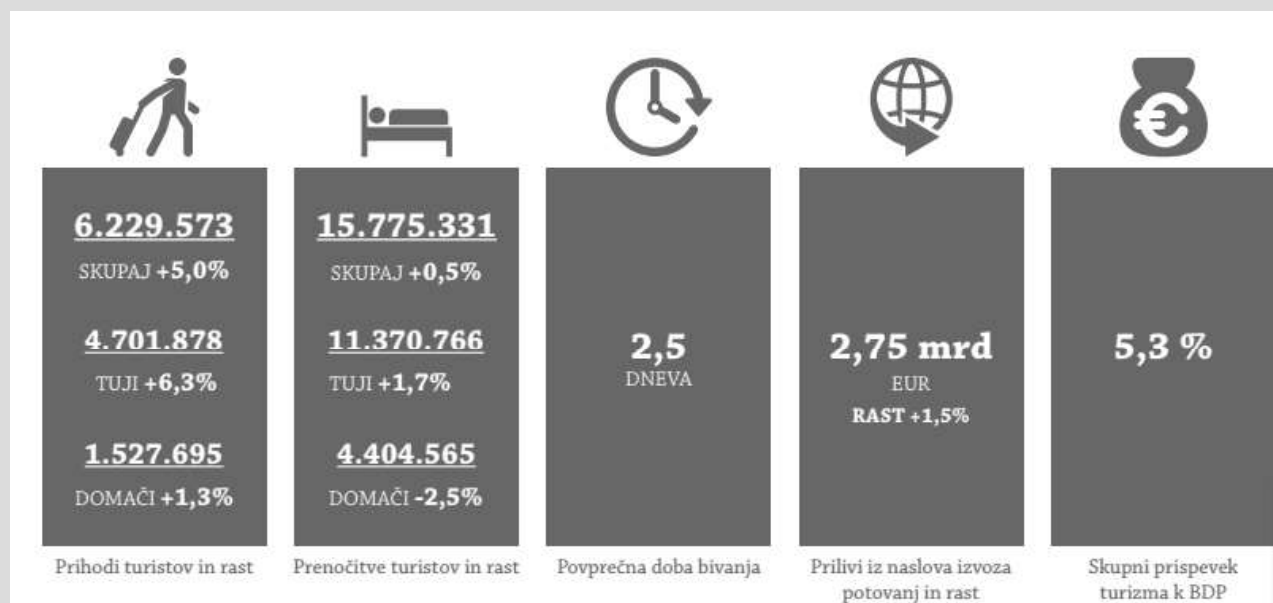 6.229.573
SKUPAJ +5,0%
4.701.878
TUJI +6,3%
1.527.695
DOMAČI +1,3%
Prihodi turistov in rast
15.775.331
SKUPAJ +0,5%
11.370.766
TUJI +1,7%
4.404.565
DOMAČI -2,5%
Prenočitve turistov in rast
2,5
DNEVA
Povprečna doba bivanja
2,75 mrd
EUR
RAST +1,5%
Prilivi iz naslova izvoza
potovanj in rast
5,3 %
Skupni prispevek
turizma k BDP